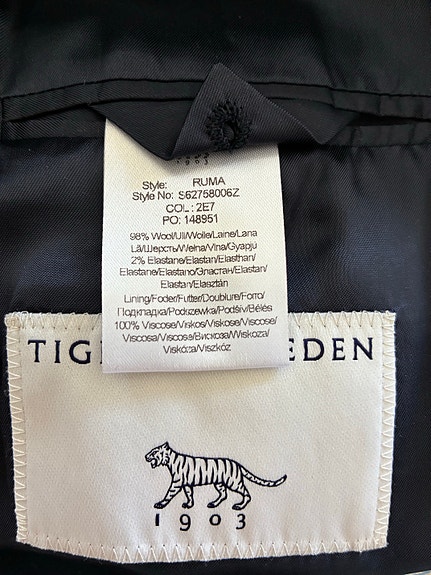 1903
Style: RUMA
Style No: S62758006Z
COL.: 2E7
PO: 148951
98% Wool/Ull/Wolle/Laine/Lana
Lã/Шерсть/Wełna/Vlna/Gyapjú
2% Elastane/Elastan/Elasthan/
Elastane/Elastano/Эластан/Elastan/
Elastan/Elasztán
Lining/Foder/Futter/Doublure/Forro/
Подкладка/Podszewka/Podšív/Bélés
100% Viscose/Viskos/Viskose/Viscose/
Viscosa/Viscose/Вискоза/Wiskoza/
Viskóza/Viszkóz
TIG EDEN
1903